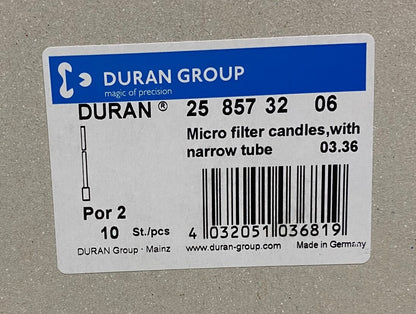 DURAN GROUP
magic of precision
DURAN ® 25 857 32 06
Micro filter candles,with
narrow tube 03.36
Por 2
10 St./pcs
4 032051 036819
DURAN Group · Mainz www.duran-group.com Made in Germany